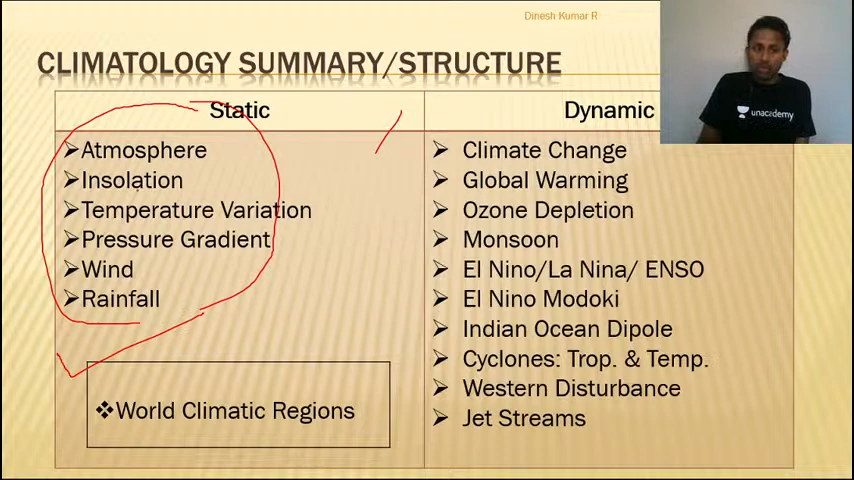 Dinesh Kumar R
CLIMATOLOGY SUMMARY/STRUCTURE
unacademy
Static
Dynamic
Atmosphere
Insolation
Temperature Variation
Pressure Gradient
Wind
Rainfall
World Climatic Regions
Climate Change
Global Warming
Ozone Depletion
Monsoon
El Nino/La Nina/ ENSO
El Nino Modoki
Indian Ocean Dipole
Cyclones: Trop. & Temp.
Western Disturbance
Jet Streams